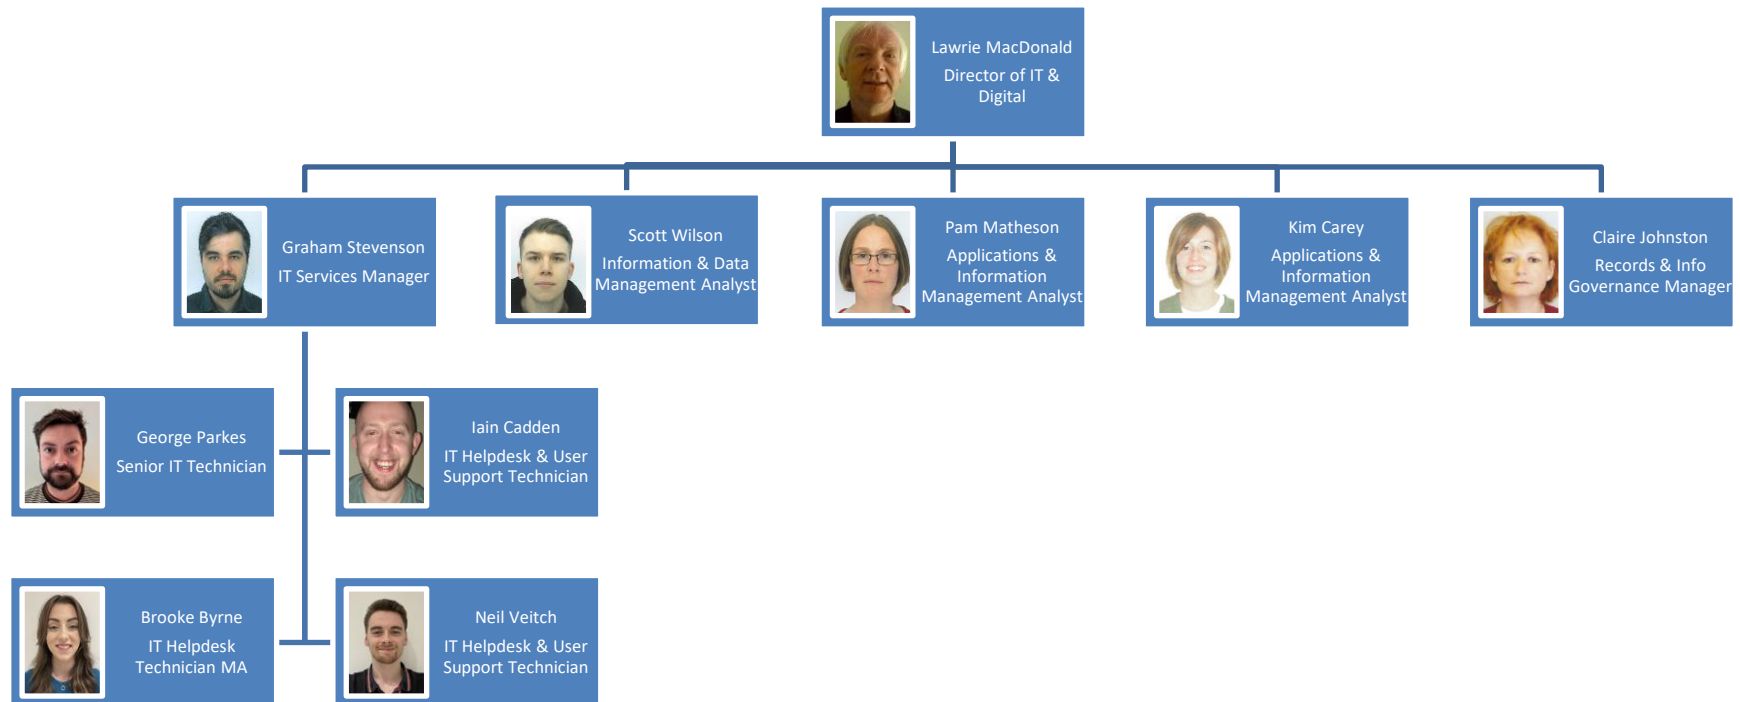 Lawrie MacDonald
Director of IT &
Digital
Graham Stevenson
IT Services Manager
Scott Wilson
Information & Data
Management Analyst
Pam Matheson
Applications &
Information
Management Analyst
Kim Carey
Applications &
Information
Management Analyst
Claire Johnston
Records & Info
Governance Manager
George Parkes
Senior IT Technician
Iain Cadden
IT Helpdesk & User
Support Technician
Brooke Byrne
IT Helpdesk
Technician MA
Neil Veitch
IT Helpdesk & User
Support Technician